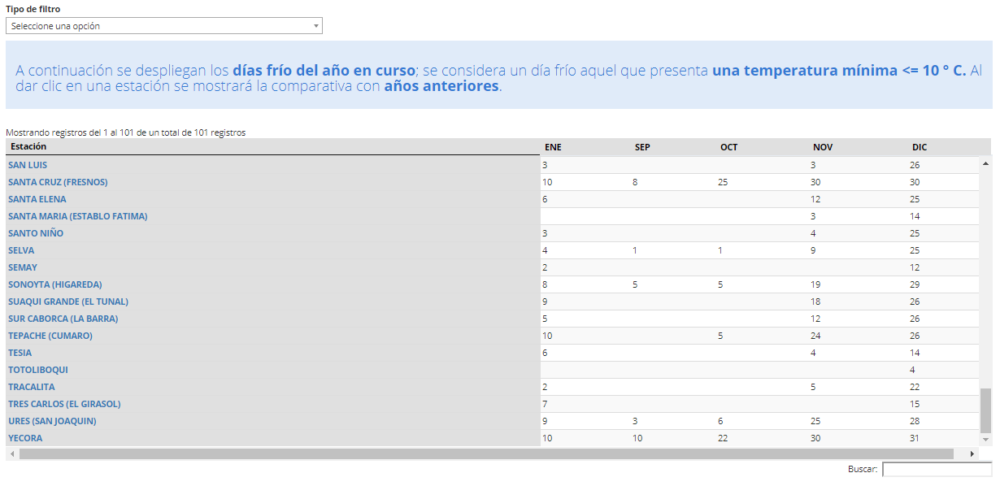 Tipo de filtro
Seleccione una opción
A continuación se despliegan los días frío del año en curso; se considera un día frío aquel que presenta una temperatura mínima <= 10 ° C. Al
dar clic en una estación se mostrará la comparativa con años anteriores.
Mostrando registros del 1 al 101 de un total de 101 registros
Estación ENE SEP OCT NOV DIC
SAN LUIS 3 3 26
SANTA CRUZ (FRESNOS) 10 8 25 30 30
SANTA ELENA 6 12 25
SANTA MARIA (ESTABLO FATIMA) 3 14
SANTO NIÑO 3 4 25
SELVA 4 1 1 9 25
SEMAY 2 12
SONOYTA (HIGAREDA) 8 5 5 19 29
SUAQUI GRANDE (EL TUNAL) 9 18 26
SUR CABORCA (LA BARRA) 5 12 26
TEPACHE (CUMARO) 10 5 24 26
TESIA 6 4 14
TOTOLIBOQUI 4
TRACALITA 2 5 22
TRES CARLOS (EL GIRASOL) 7 15
URES (SAN JOAQUIN) 9 3 6 25 28
YECORA 10 10 22 30 31
Buscar: